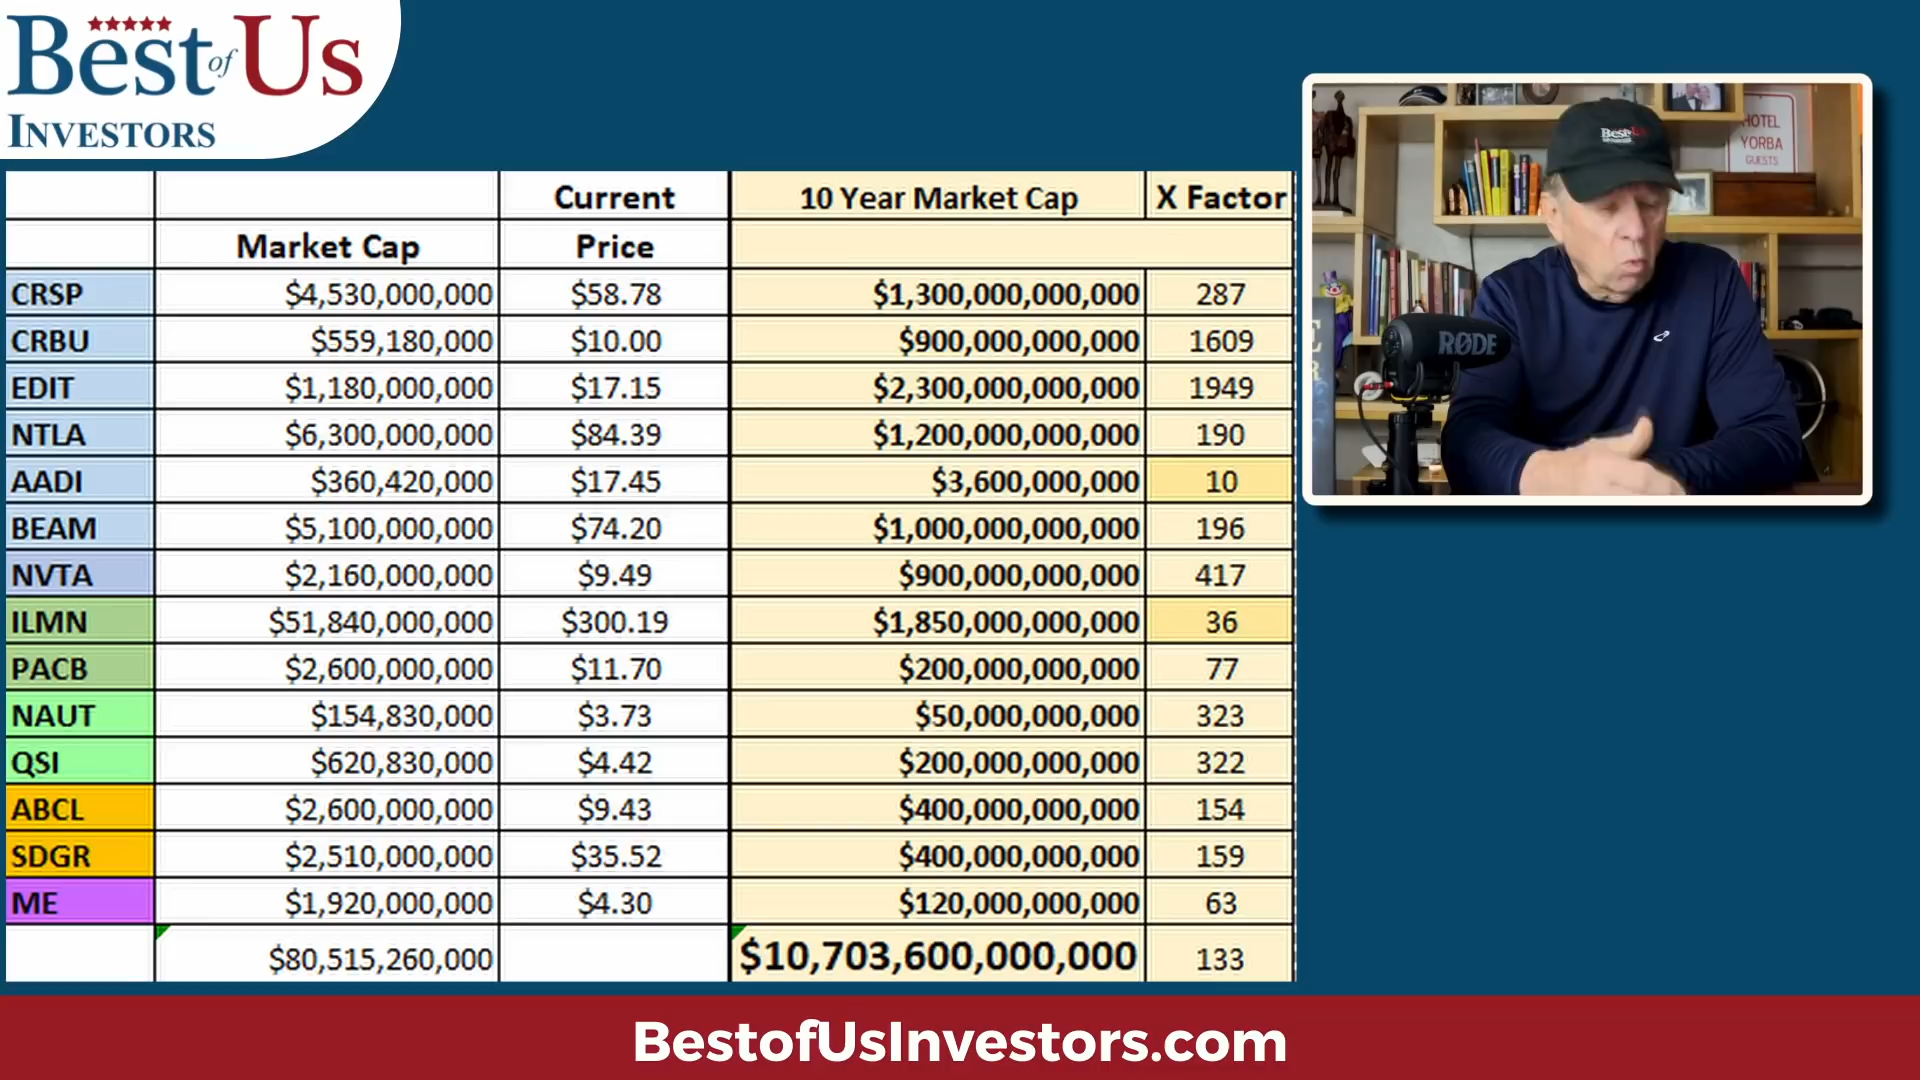 Best of Us
INVESTORS
Current 10 Year Market Cap X Factor
Market Cap Price
CRSP $4,530,000,000 $58.78 $1,300,000,000,000 287
CRBU $559,180,000 $10.00 $900,000,000,000 1609
EDIT $1,180,000,000 $17.15 $2,300,000,000,000 1949
NTLA $6,300,000,000 $84.39 $1,200,000,000,000 190
AADI $360,420,000 $17.45 $3,600,000,000 10
BEAM $5,100,000,000 $74.20 $1,000,000,000,000 196
NVTA $2,160,000,000 $9.49 $900,000,000,000 417
ILMN $51,840,000,000 $300.19 $1,850,000,000,000 36
PACB $2,600,000,000 $11.70 $200,000,000,000 77
NAUT $154,830,000 $3.73 $50,000,000,000 323
QSI $620,830,000 $4.42 $200,000,000,000 322
ABCL $2,600,000,000 $9.43 $400,000,000,000 154
SDGR $2,510,000,000 $35.52 $400,000,000,000 159
ME $1,920,000,000 $4.30 $120,000,000,000 63
$80,515,260,000 $10,703,600,000,000 133
HOTEL
YORBA
GUESTS
Best Us
RØDE
BestofUsInvestors.com